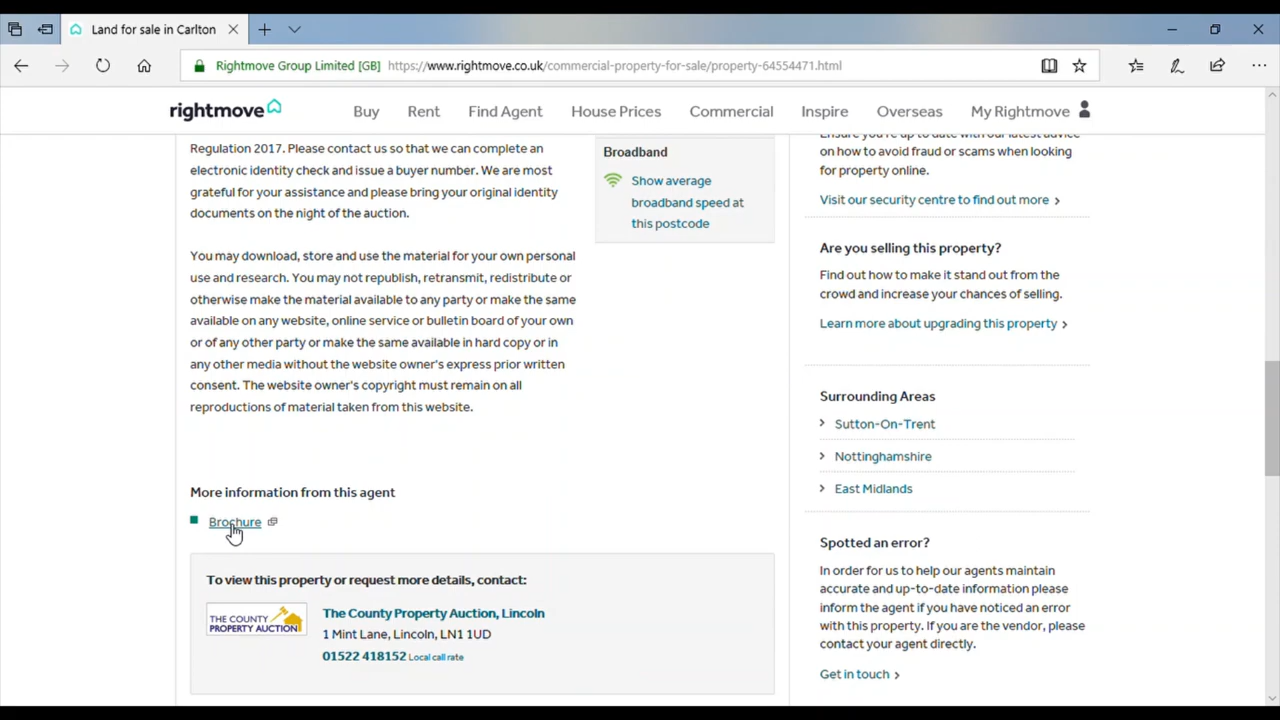 Land for sale in Carlton
Rightmove Group Limited [GB] https://www.rightmove.co.uk/commercial-property-for-sale/property-64554471.html
rightmove
Buy Rent Find Agent House Prices Commercial Inspire Overseas My Rightmove
Regulation 2017. Please contact us so that we can complete an
electronic identity check and issue a buyer number. We are most
grateful for your assistance and please bring your original identity
documents on the night of the auction.
You may download, store and use the material for your own personal
use and research. You may not republish, retransmit, redistribute or
otherwise make the material available to any party or make the same
available on any website, online service or bulletin board of your own
or of any other party or make the same available in hard copy or in
any other media without the website owner's express prior written
consent. The website owner's copyright must remain on all
reproductions of material taken from this website.
More information from this agent
Brochure
To view this property or request more details, contact:
THE COUNTY
PROPERTY AUCTION
The County Property Auction, Lincoln
1 Mint Lane, Lincoln, LN1 1UD
01522 418152 Local call rate
Broadband
Show average
broadband speed at
this postcode
Ensure you're up to date with our latest advice
on how to avoid fraud or scams when looking
for property online.
Visit our security centre to find out more
Are you selling this property?
Find out how to make it stand out from the
crowd and increase your chances of selling.
Learn more about upgrading this property
Surrounding Areas
Sutton-On-Trent
Nottinghamshire
East Midlands
Spotted an error?
In order for us to help our agents maintain
accurate and up-to-date information please
inform the agent if you have noticed an error
with this property. If you are the vendor, please
contact your agent directly.
Get in touch